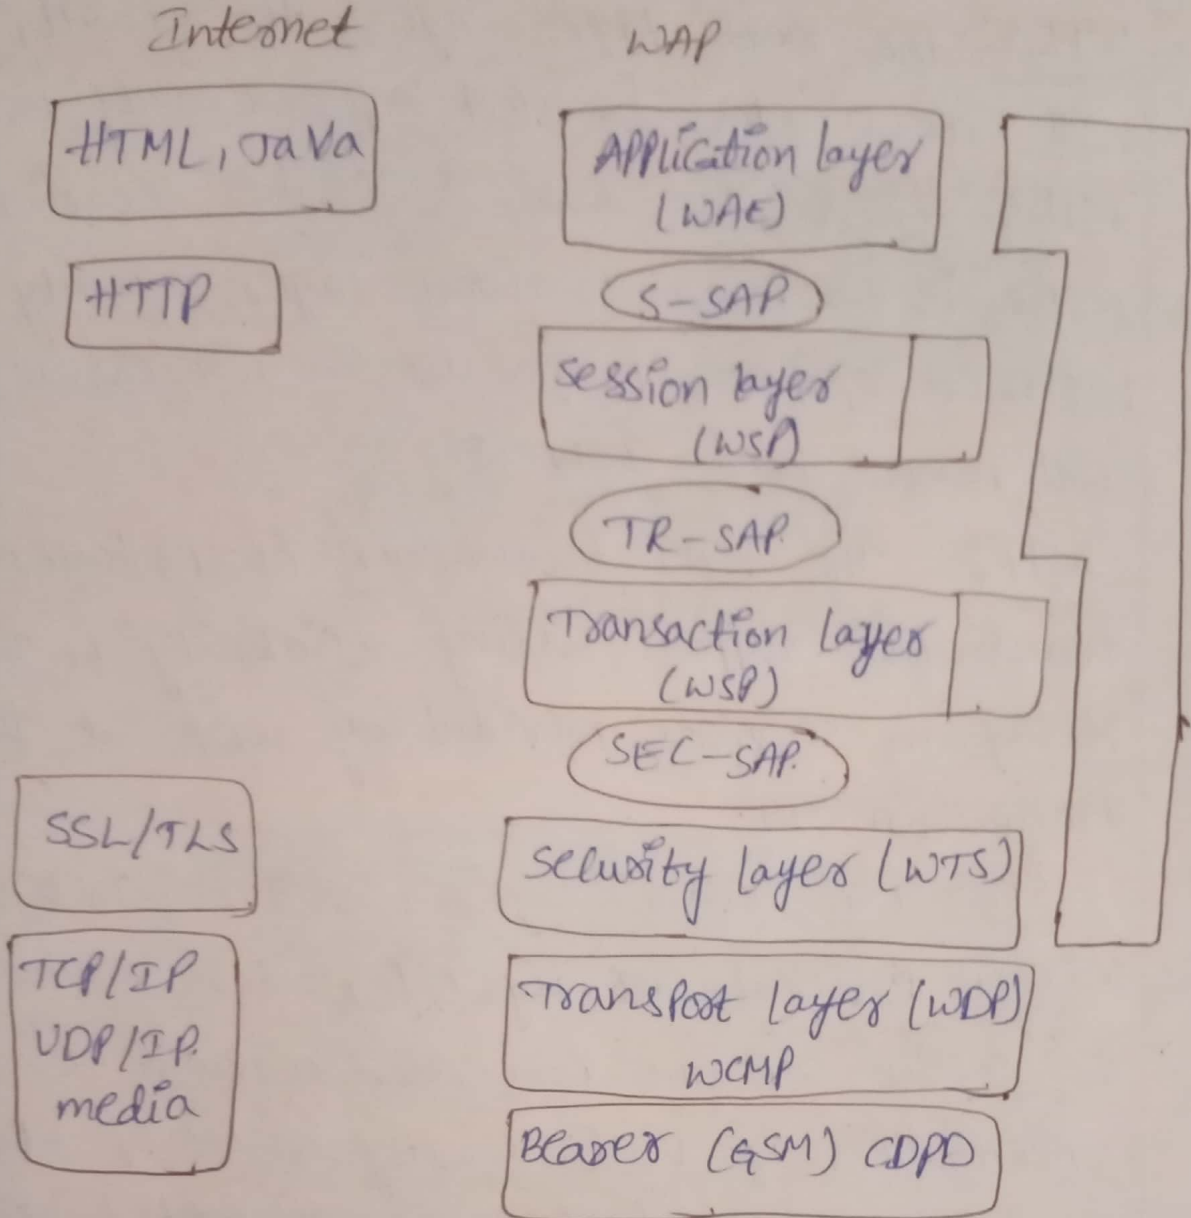 Internet
WAP
HTML, Java
APPlication layer
(WAE)
HTTP
S-SAP
session layer
(WSP)
TR-SAP.
Transaction layer
(WSP)
SEC-SAP.
SSL/TLS
Security layer (WTS)
TCP/IP
UDP/IP.
media
Transport layer (WDP)
WCMP
Bearer (GSM) CDPD